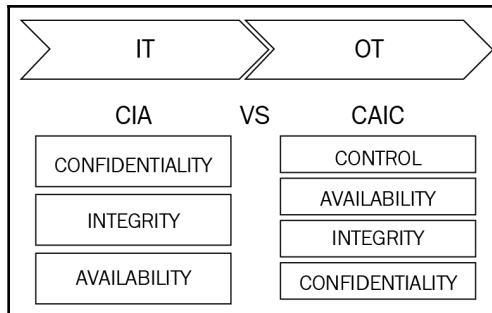 IT OT
CIA VS CAIC
CONFIDENTIALITY
INTEGRITY
AVAILABILITY
CONTROL
AVAILABILITY
INTEGRITY
CONFIDENTIALITY